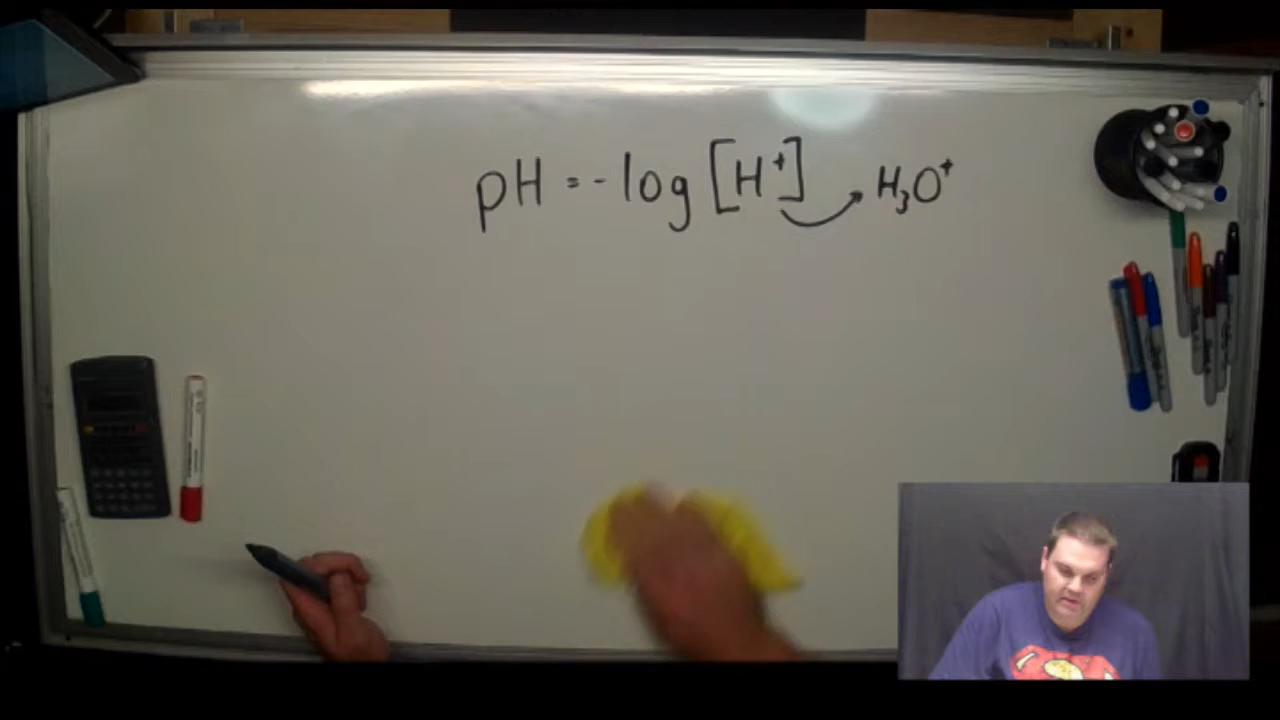 pH = - log [H⁺] → H₃O⁺